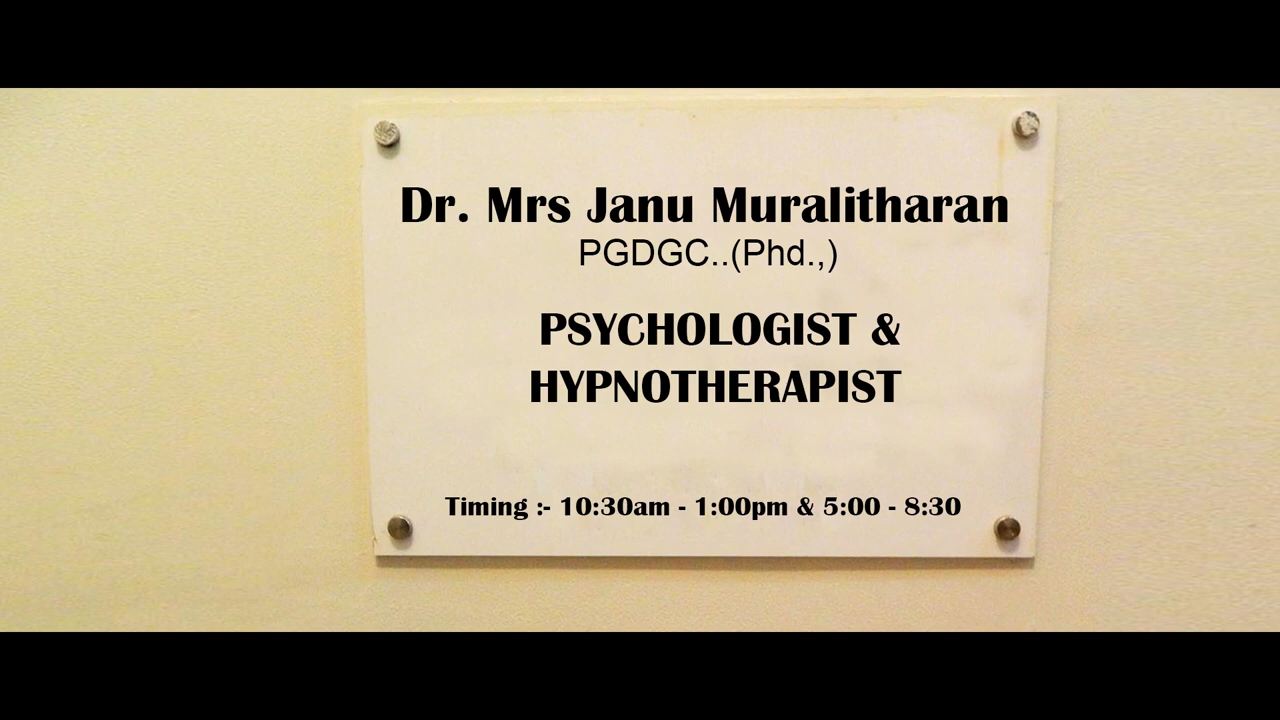 Dr. Mrs Janu Muralitharan
PGDGC..(Phd.,)
PSYCHOLOGIST &
HYPNOTHERAPIST
Timing :- 10:30am - 1:00pm & 5:00 - 8:30